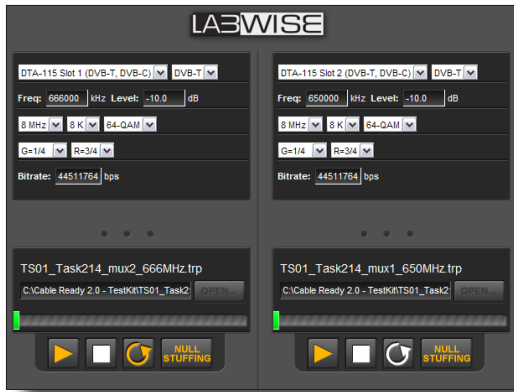 LABWISE
DTA-115 Slot 1 (DVB-T, DVB-C) DVB-T
Freq: 666000 kHz Level: -10.0 dB
8 MHz 8 K 64-QAM
G=1/4 R=3/4
Bitrate: 44511764 bps
TS01_Task214_mux2_666MHz.trp
C:\Cable Ready 2.0 - TestKit\TS01_Task2 OPEN...
NULL STUFFING
DTA-115 Slot 2 (DVB-T, DVB-C) DVB-T
Freq: 650000 kHz Level: -10.0 dB
8 MHz 8 K 64-QAM
G=1/4 R=3/4
Bitrate: 44511764 bps
TS01_Task214_mux1_650MHz.trp
C:\Cable Ready 2.0 - TestKit\TS01_Task2 OPEN...
NULL
STUFFING